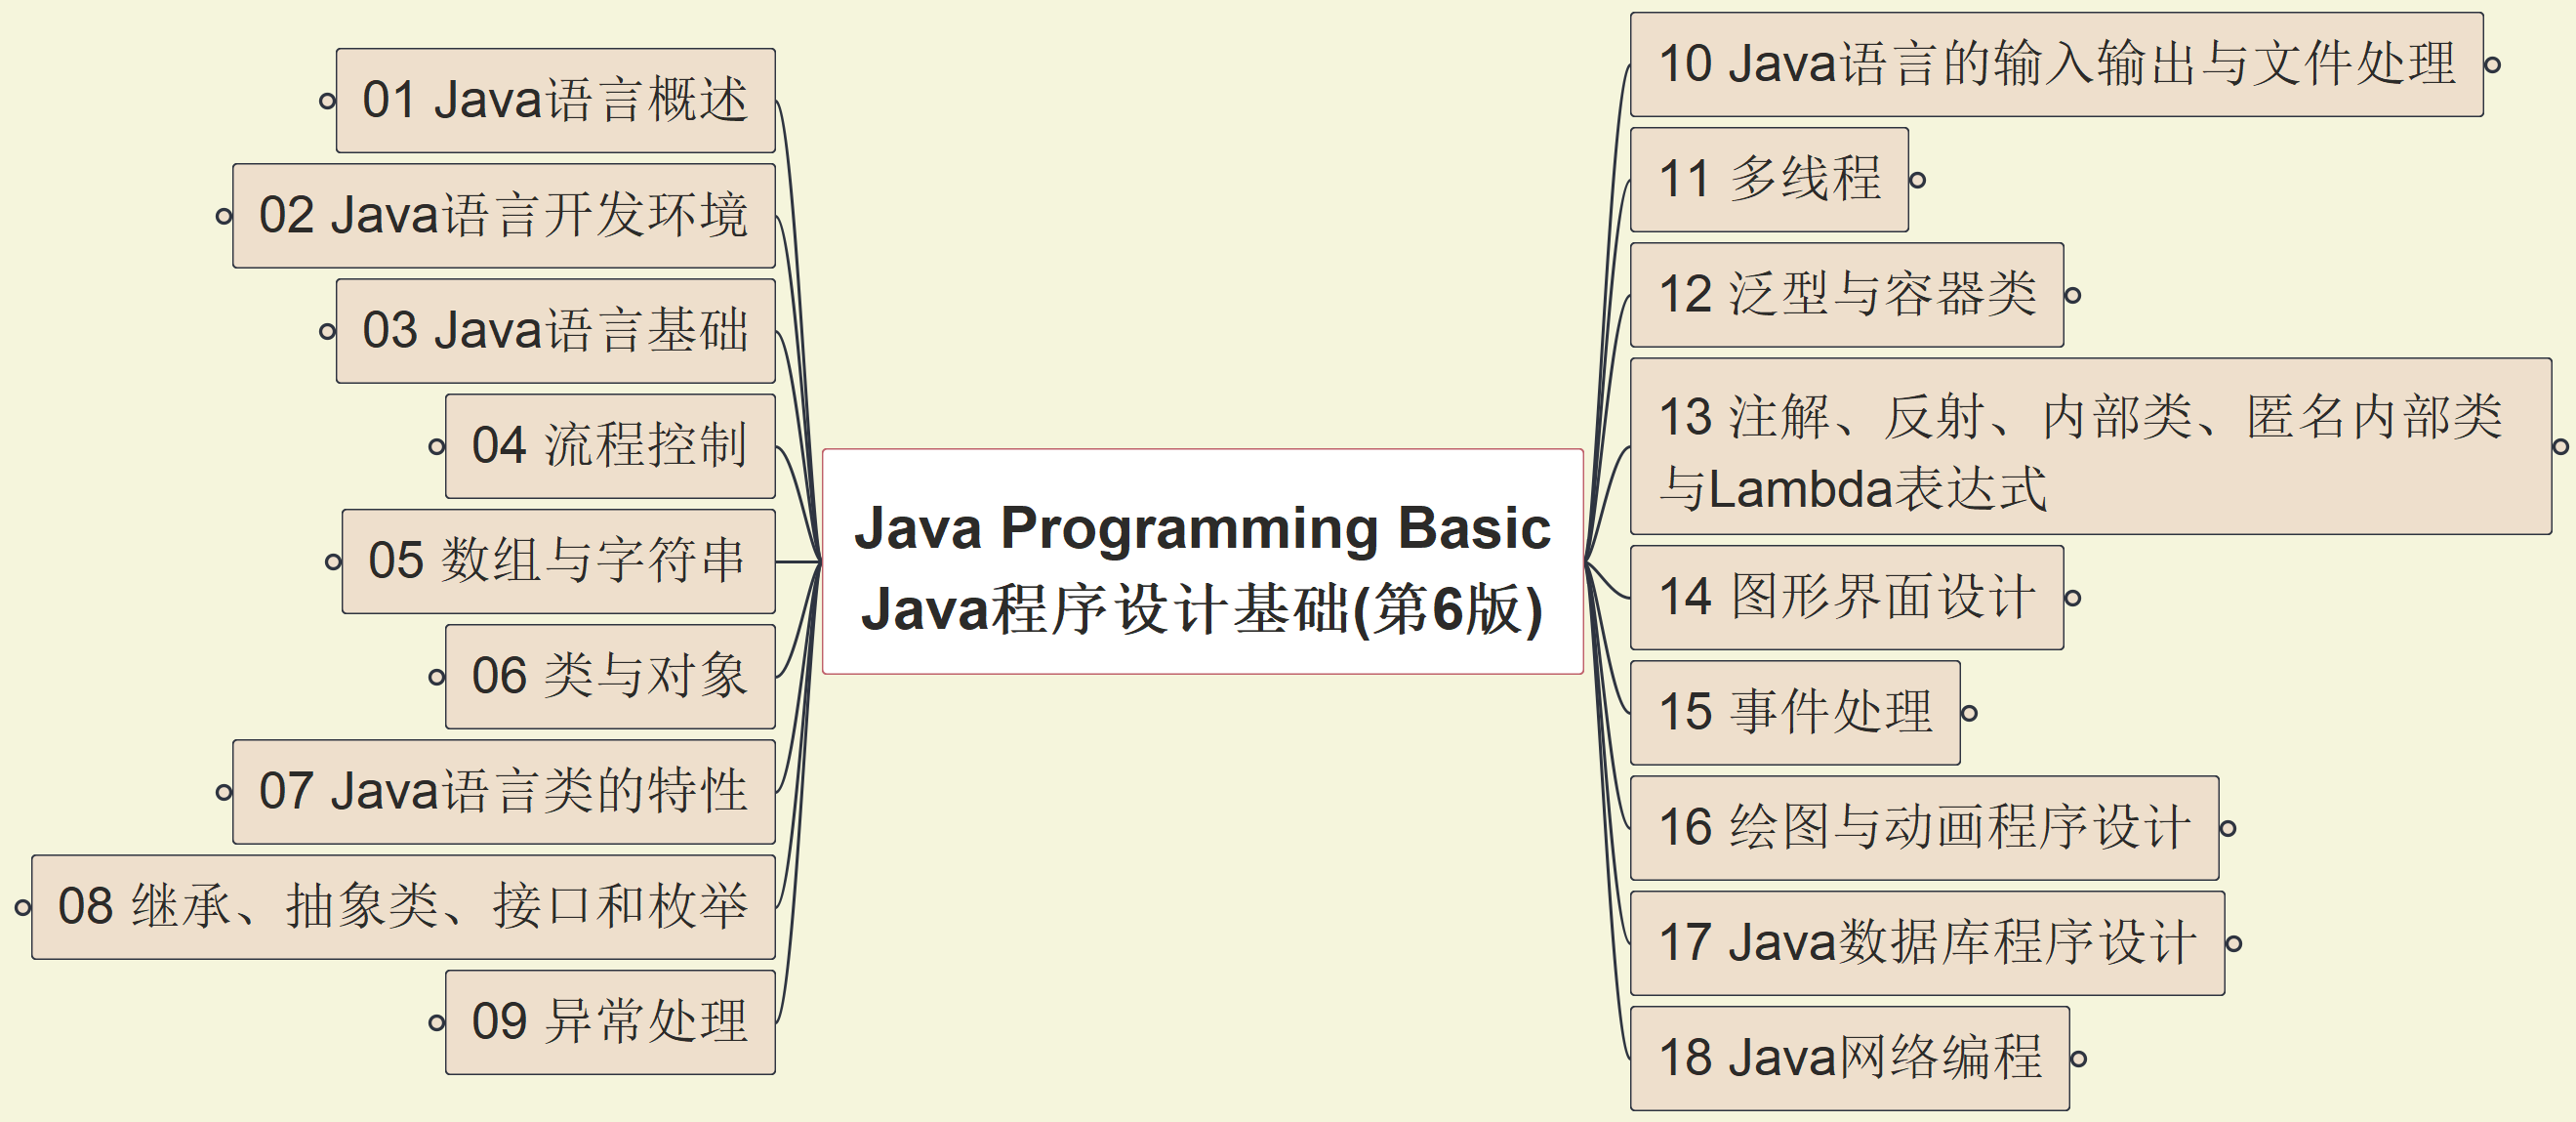 Java Programming Basic
Java程序设计基础(第6版)
01 Java语言概述
02 Java语言开发环境
03 Java语言基础
04 流程控制
05 数组与字符串
06 类与对象
07 Java语言类的特性
08 继承、抽象类、接口和枚举
09 异常处理
10 Java语言的输入输出与文件处理
11 多线程
12 泛型与容器类
13 注解、反射、内部类、匿名内部类
与Lambda表达式
14 图形界面设计
15 事件处理
16 绘图与动画程序设计
17 Java数据库程序设计
18 Java网络编程